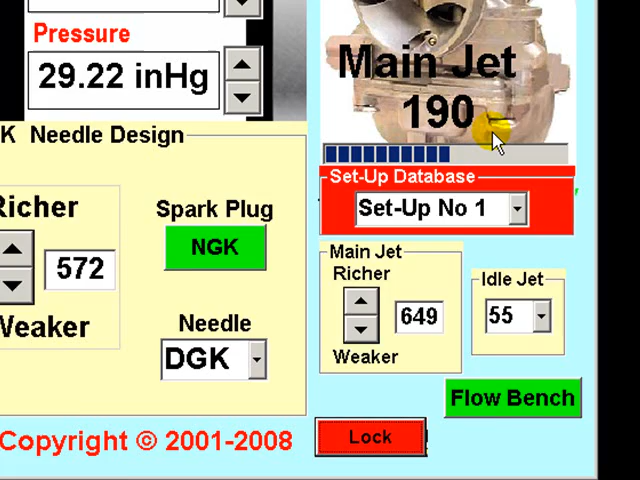 Pressure
29.22 inHg
Main Jet
190
K Needle Design
Richer
572
Weaker
Spark Plug
NGK
Needle
DGK
Set-Up Database
Set-Up No 1
Main Jet
Richer
649
Weaker
Idle Jet
55
Flow Bench
Copyright © 2001-2008
Lock